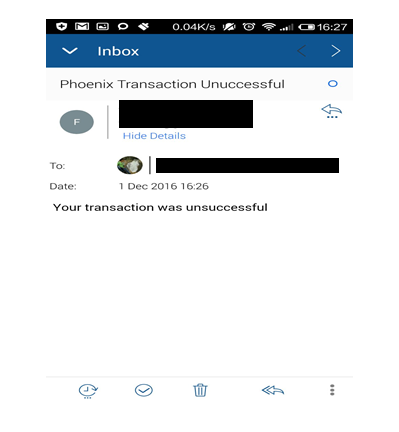 0.04K/s 16:27
Inbox
Phoenix Transaction Unuccessful
F
Hide Details
To:
Date: 1 Dec 2016 16:26
Your transaction was unsuccessful